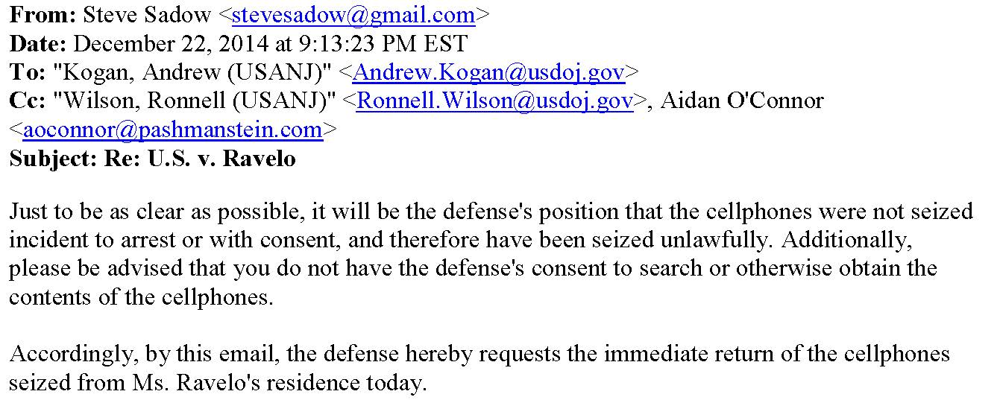 From: Steve Sadow <stevesadow@gmail.com>
Date: December 22, 2014 at 9:13:23 PM EST
To: "Kogan, Andrew (USANJ)" <Andrew.Kogan@usdoj.gov>
Cc: "Wilson, Ronnell (USANJ)" <Ronnell.Wilson@usdoj.gov>, Aidan O'Connor
<aoconnor@pashmanstein.com>
Subject: Re: U.S. v. Ravelo
Just to be as clear as possible, it will be the defense's position that the cellphones were not seized
incident to arrest or with consent, and therefore have been seized unlawfully. Additionally,
please be advised that you do not have the defense's consent to search or otherwise obtain the
contents of the cellphones.
Accordingly, by this email, the defense hereby requests the immediate return of the cellphones
seized from Ms. Ravelo's residence today.